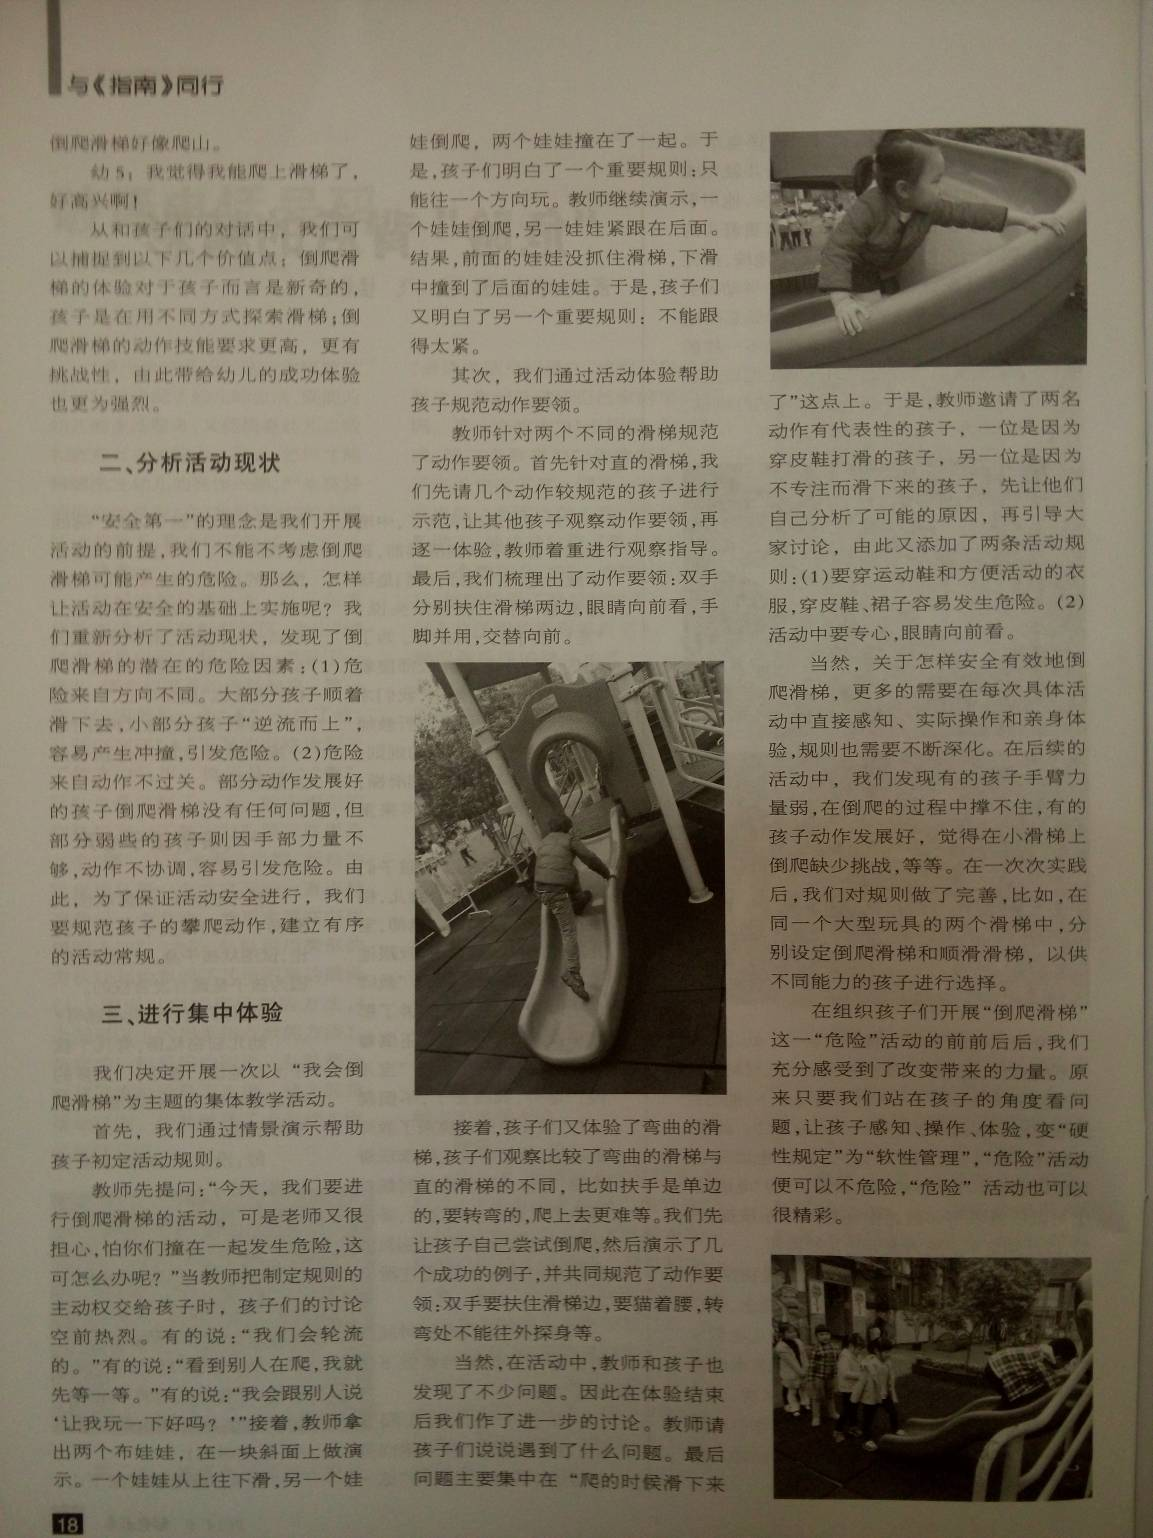 与《指南》同行
倒爬滑梯好像爬山。
幼5：我觉得我能爬上滑梯了，
好高兴啊！
从和孩子们的对话中，我们可
以捕捉到以下几个价值点：倒爬滑
梯的体验对于孩子而言是新奇的，
孩子是在用不同方式探索滑梯；倒
爬滑梯的动作技能要求更高，更有
挑战性，由此带给幼儿的成功体验
也更为强烈。
二、分析活动现状
“安全第一”的理念是我们开展
活动的前提，我们不能不考虑倒爬
滑梯可能产生的危险。那么，怎样
让活动在安全的基础上实施呢？我
们重新分析了活动现状，发现了倒
爬滑梯的潜在的危险因素：(1)危
险来自方向不同。大部分孩子顺着
滑下去，小部分孩子“逆流而上”，
容易产生冲撞，引发危险。(2)危险
来自动作不过关。部分动作发展好
的孩子倒爬滑梯没有任何问题，但
部分弱些的孩子则因手部力量不
够，动作不协调，容易引发危险。由
此，为了保证活动安全进行，我们
要规范孩子的攀爬动作，建立有序
的活动常规。
三、进行集中体验
我们决定开展一次以“我会倒
爬滑梯”为主题的集体教学活动。
首先，我们通过情景演示帮助
孩子初定活动规则。
教师先提问：“今天，我们要进
行倒爬滑梯的活动，可是老师又很
担心，怕你们撞在一起发生危险，这
可怎么办呢？”当教师把制定规则的
主动权交给孩子时，孩子们的讨论
空前热烈。有的说：“我们会轮流
的。”有的说：“看到别人在爬，我就
先等一等。”有的说：“我会跟别人说
‘让我玩一下好吗？’”接着，教师拿
出两个布娃娃，在一块斜面上做演
示。一个娃娃从上往下滑，另一个娃
娃倒爬，两个娃娃撞在了一起。于
是，孩子们明白了一个重要规则：只
能往一个方向玩。教师继续演示，一
个娃娃倒爬，另一娃娃紧跟在后面。
结果，前面的娃娃没抓住滑梯，下滑
中撞到了后面的娃娃。于是，孩子们
又明白了另一个重要规则：不能跟
得太紧。
其次，我们通过活动体验帮助
孩子规范动作要领。
教师针对两个不同的滑梯规范
了动作要领。首先针对直的滑梯，我
们先请几个动作较规范的孩子进行
示范，让其他孩子观察动作要领，再
逐一体验，教师着重进行观察指导。
最后，我们梳理出了动作要领：双手
分别扶住滑梯两边，眼睛向前看，手
脚并用，交替向前。
接着，孩子们又体验了弯曲的滑
梯，孩子们观察比较了弯曲的滑梯与
直的滑梯的不同，比如扶手是单边
的，要转弯的，爬上去更难等。我们先
让孩子自己尝试倒爬，然后演示了几
个成功的例子，并共同规范了动作要
领：双手要扶住滑梯边，要猫着腰，转
弯处不能往外探身等。
当然，在活动中，教师和孩子也
发现了不少问题。因此在体验结束
后我们作了进一步的讨论。教师请
孩子们说说遇到了什么问题。最后
问题主要集中在“爬的时候滑下来
了”这点上。于是，教师邀请了两名
动作有代表性的孩子，一位是因为
穿皮鞋打滑的孩子，另一位是因为
不专注而滑下来的孩子，先让他们
自己分析了可能的原因，再引导大
家讨论，由此又添加了两条活动规
则：(1)要穿运动鞋和方便活动的衣
服，穿皮鞋、裙子容易发生危险。(2)
活动中要专心，眼睛向前看。
当然，关于怎样安全有效地倒
爬滑梯，更多的需要在每次具体活
动中直接感知、实际操作和亲身体
验，规则也需要不断深化。在后续的
活动中，我们发现有的孩子手臂力
量弱，在倒爬的过程中撑不住，有的
孩子动作发展好，觉得在小滑梯上
倒爬缺少挑战，等等。在一次次实践
后，我们对规则做了完善，比如，在
同一个大型玩具的两个滑梯中，分
别设定倒爬滑梯和顺滑滑梯，以供
不同能力的孩子进行选择。
在组织孩子们开展“倒爬滑梯”
这一“危险”活动的前前后后，我们
充分感受到了改变带来的力量。原
来只要我们站在孩子的角度看问
题，让孩子感知、操作、体验，变“硬
性规定”为“软性管理”，“危险”活动
便可以不危险，“危险”活动也可以
很精彩。
18